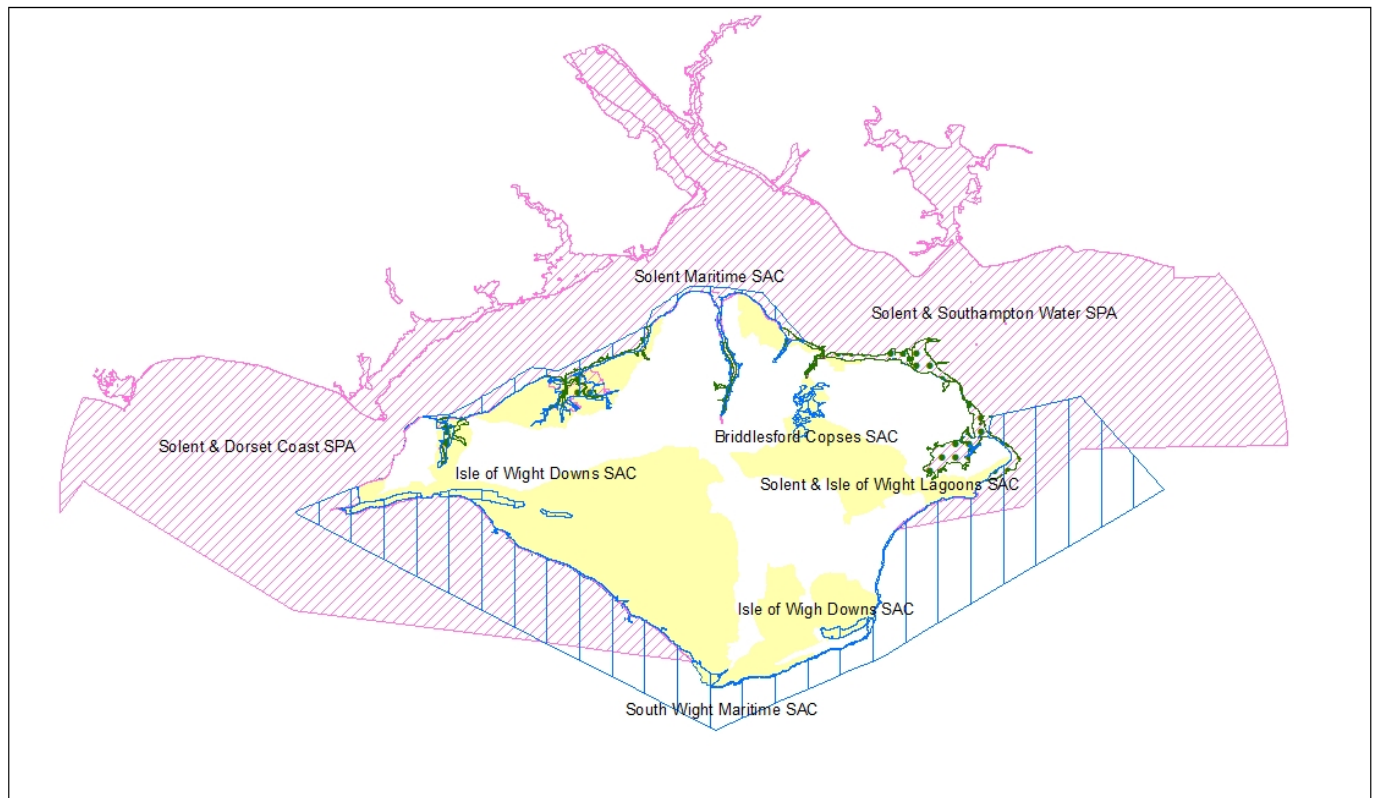 Solent Maritime SAC
Solent & Southampton Water SPA
Briddlesford Copses SAC
Solent & Dorset Coast SPA
Isle of Wight Downs SAC
Solent & Isle of Wight Lagoons SAC
Isle of Wigh Downs SAC
South Wight Maritime SAC